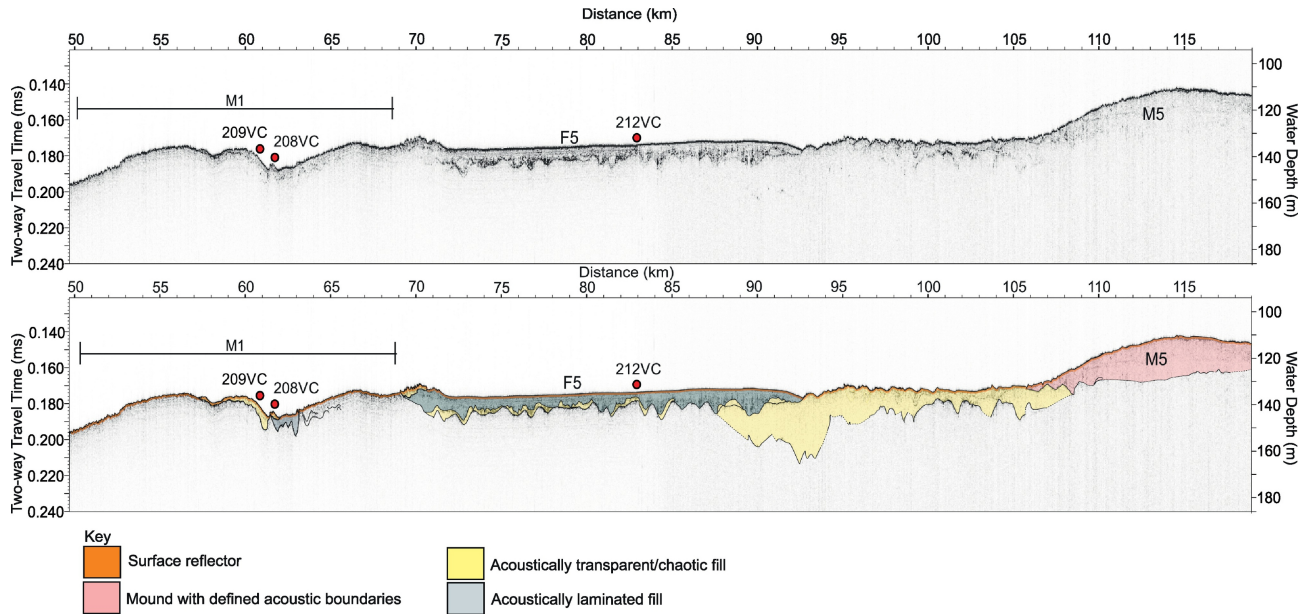 Distance (km)
50 55 60 65 70 75 80 85 90 95 100 105 110 115
Two-way Travel Time (ms)
0.140
0.160
0.180
0.200
0.220
0.240
100
120
140
160
180
Water Depth (m)
M1
209VC
208VC
F5
212VC
M5
Distance (km)
50 55 60 65 70 75 80 85 90 94 100 105 110 115
Two-way Travel Time (ms)
0.140
0.160
0.180
0.200
0.220
0.240
100
120
140
160
180
Water Depth (m)
M1
209VC
208VC
F5
212VC
M5
Key
Surface reflector
Mound with defined acoustic boundaries
Acoustically transparent/chaotic fill
Acoustically laminated fill